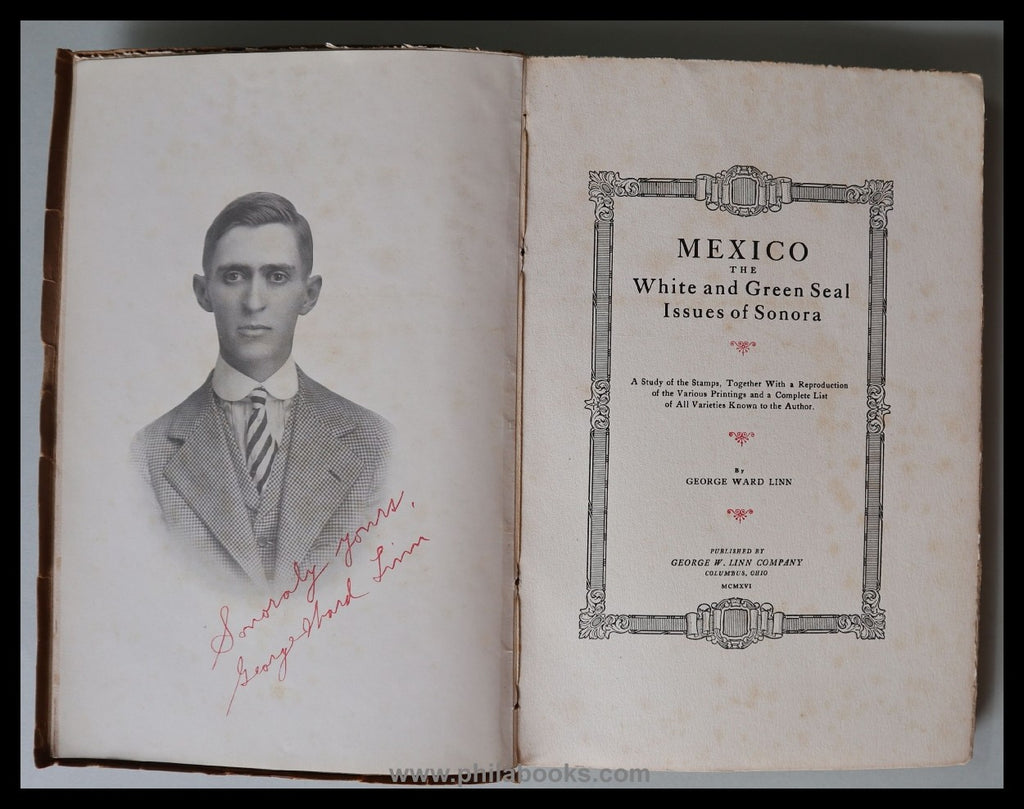 Sonoraly yours,
George Ward Linn
MEXICO
THE
White and Green Seal
Issues of Sonora
A Study of the Stamps, Together With a Reproduction
of the Various Printings and a Complete List
of All Varieties Known to the Author.
By
GEORGE WARD LINN
PUBLISHED BY
GEORGE W. LINN COMPANY
COLUMBUS, OHIO
MCMXVI
www.philabooks.com